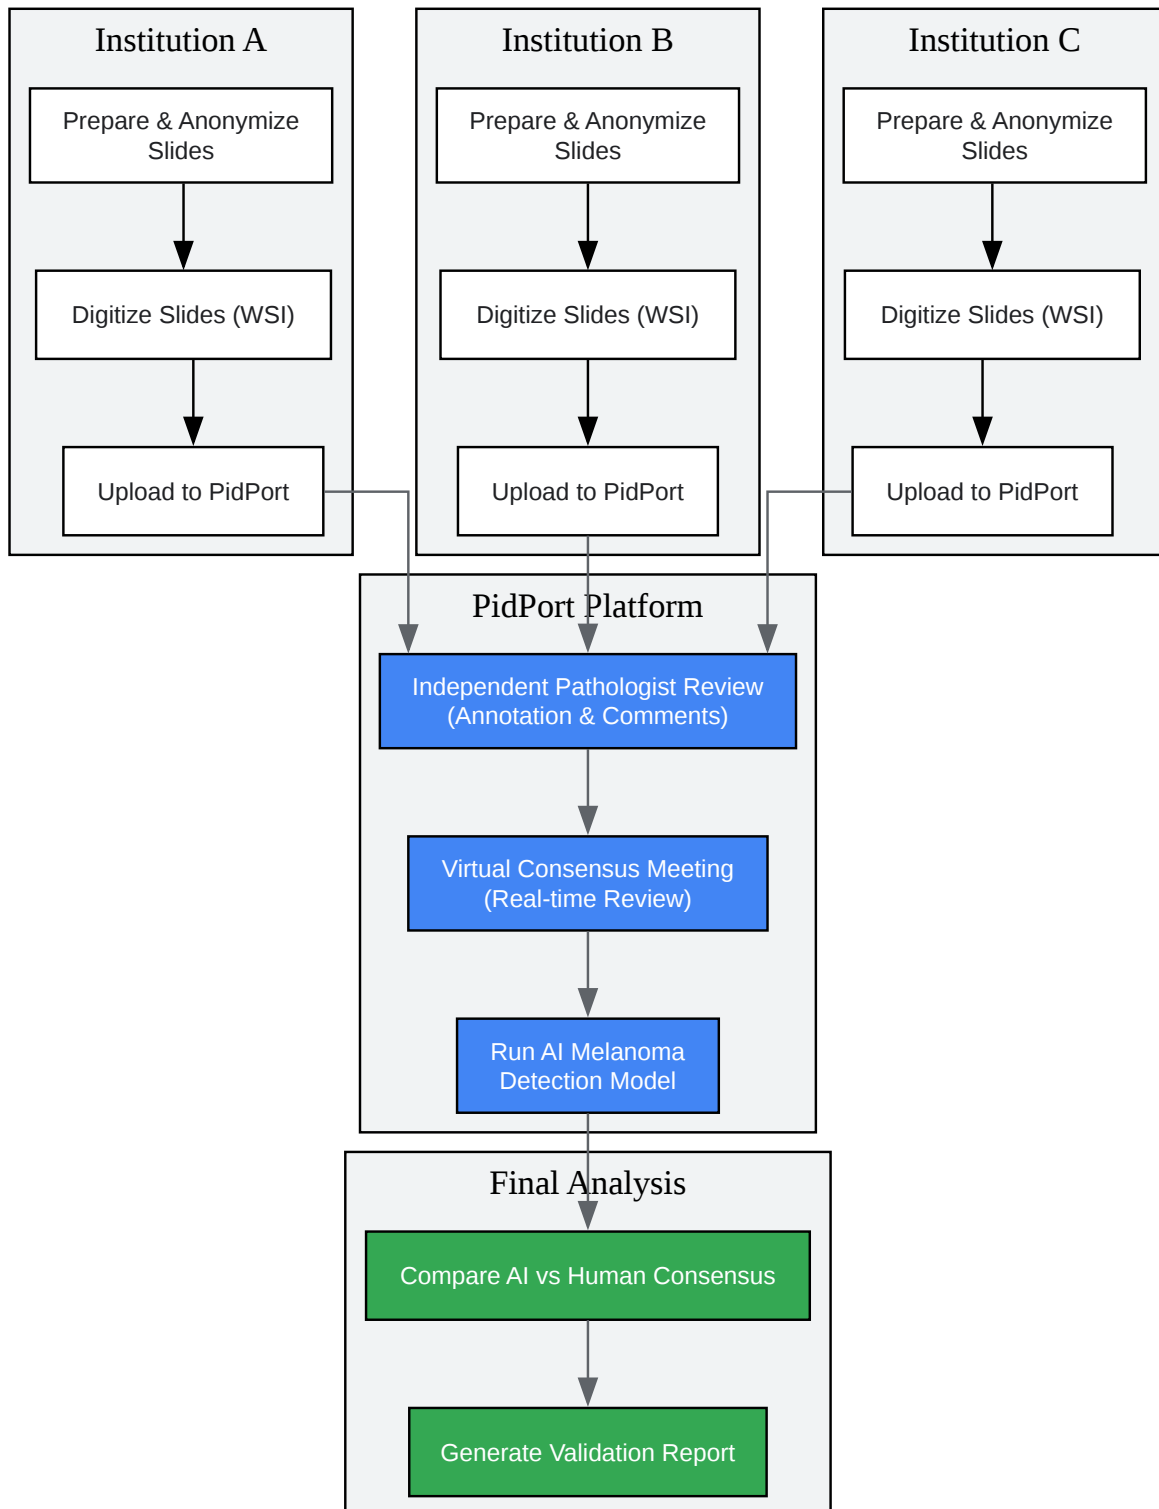 Institution A
Prepare & Anonymize
Slides
Digitize Slides (WSI)
Upload to PidPort
Institution B
Prepare & Anonymize
Slides
Digitize Slides (WSI)
Upload to PidPort
Institution C
Prepare & Anonymize
Slides
Digitize Slides (WSI)
Upload to PidPort
PidPort Platform
Independent Pathologist Review
(Annotation & Comments)
Virtual Consensus Meeting
(Real-time Review)
Run AI Melanoma
Detection Model
Final Analysis
Compare AI vs Human Consensus
Generate Validation Report